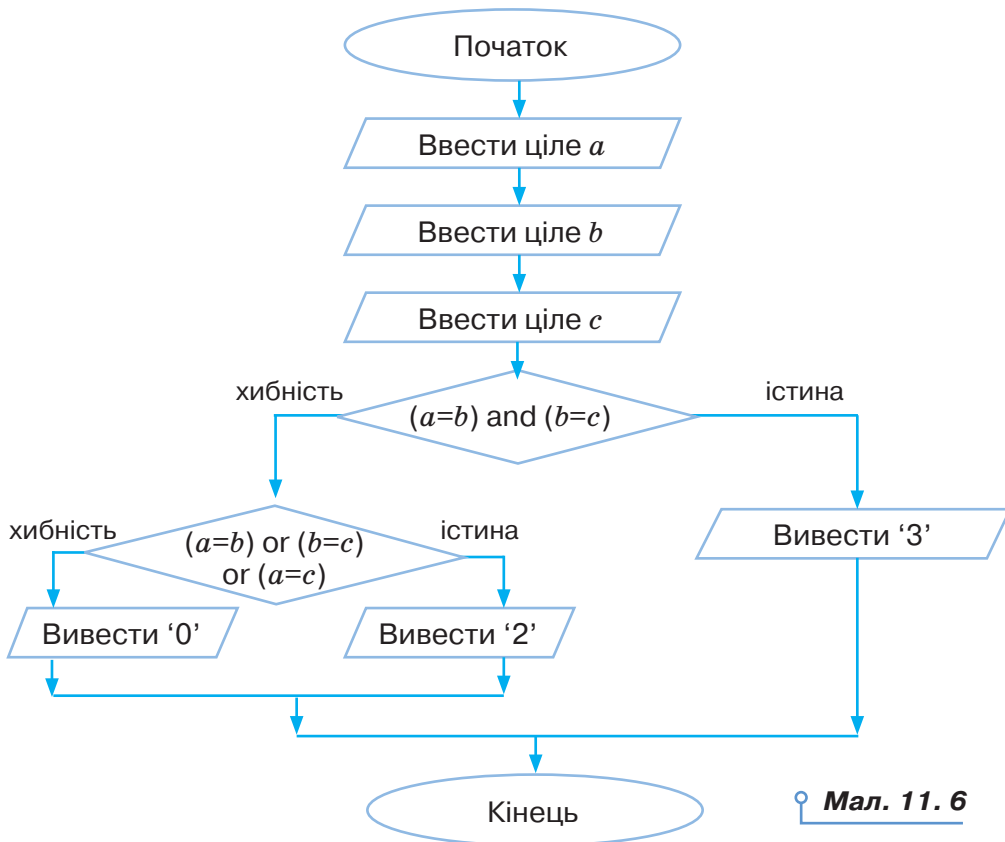 Початок
Ввести ціле a
Ввести ціле b
Ввести ціле c
хибність
істина
(a=b) and (b=c)
хибність
істина
(a=b) or (b=c)
or (a=c)
Вивести ‘3’
Вивести ‘0’
Вивести ‘2’
Кінець
Мал. 11. 6